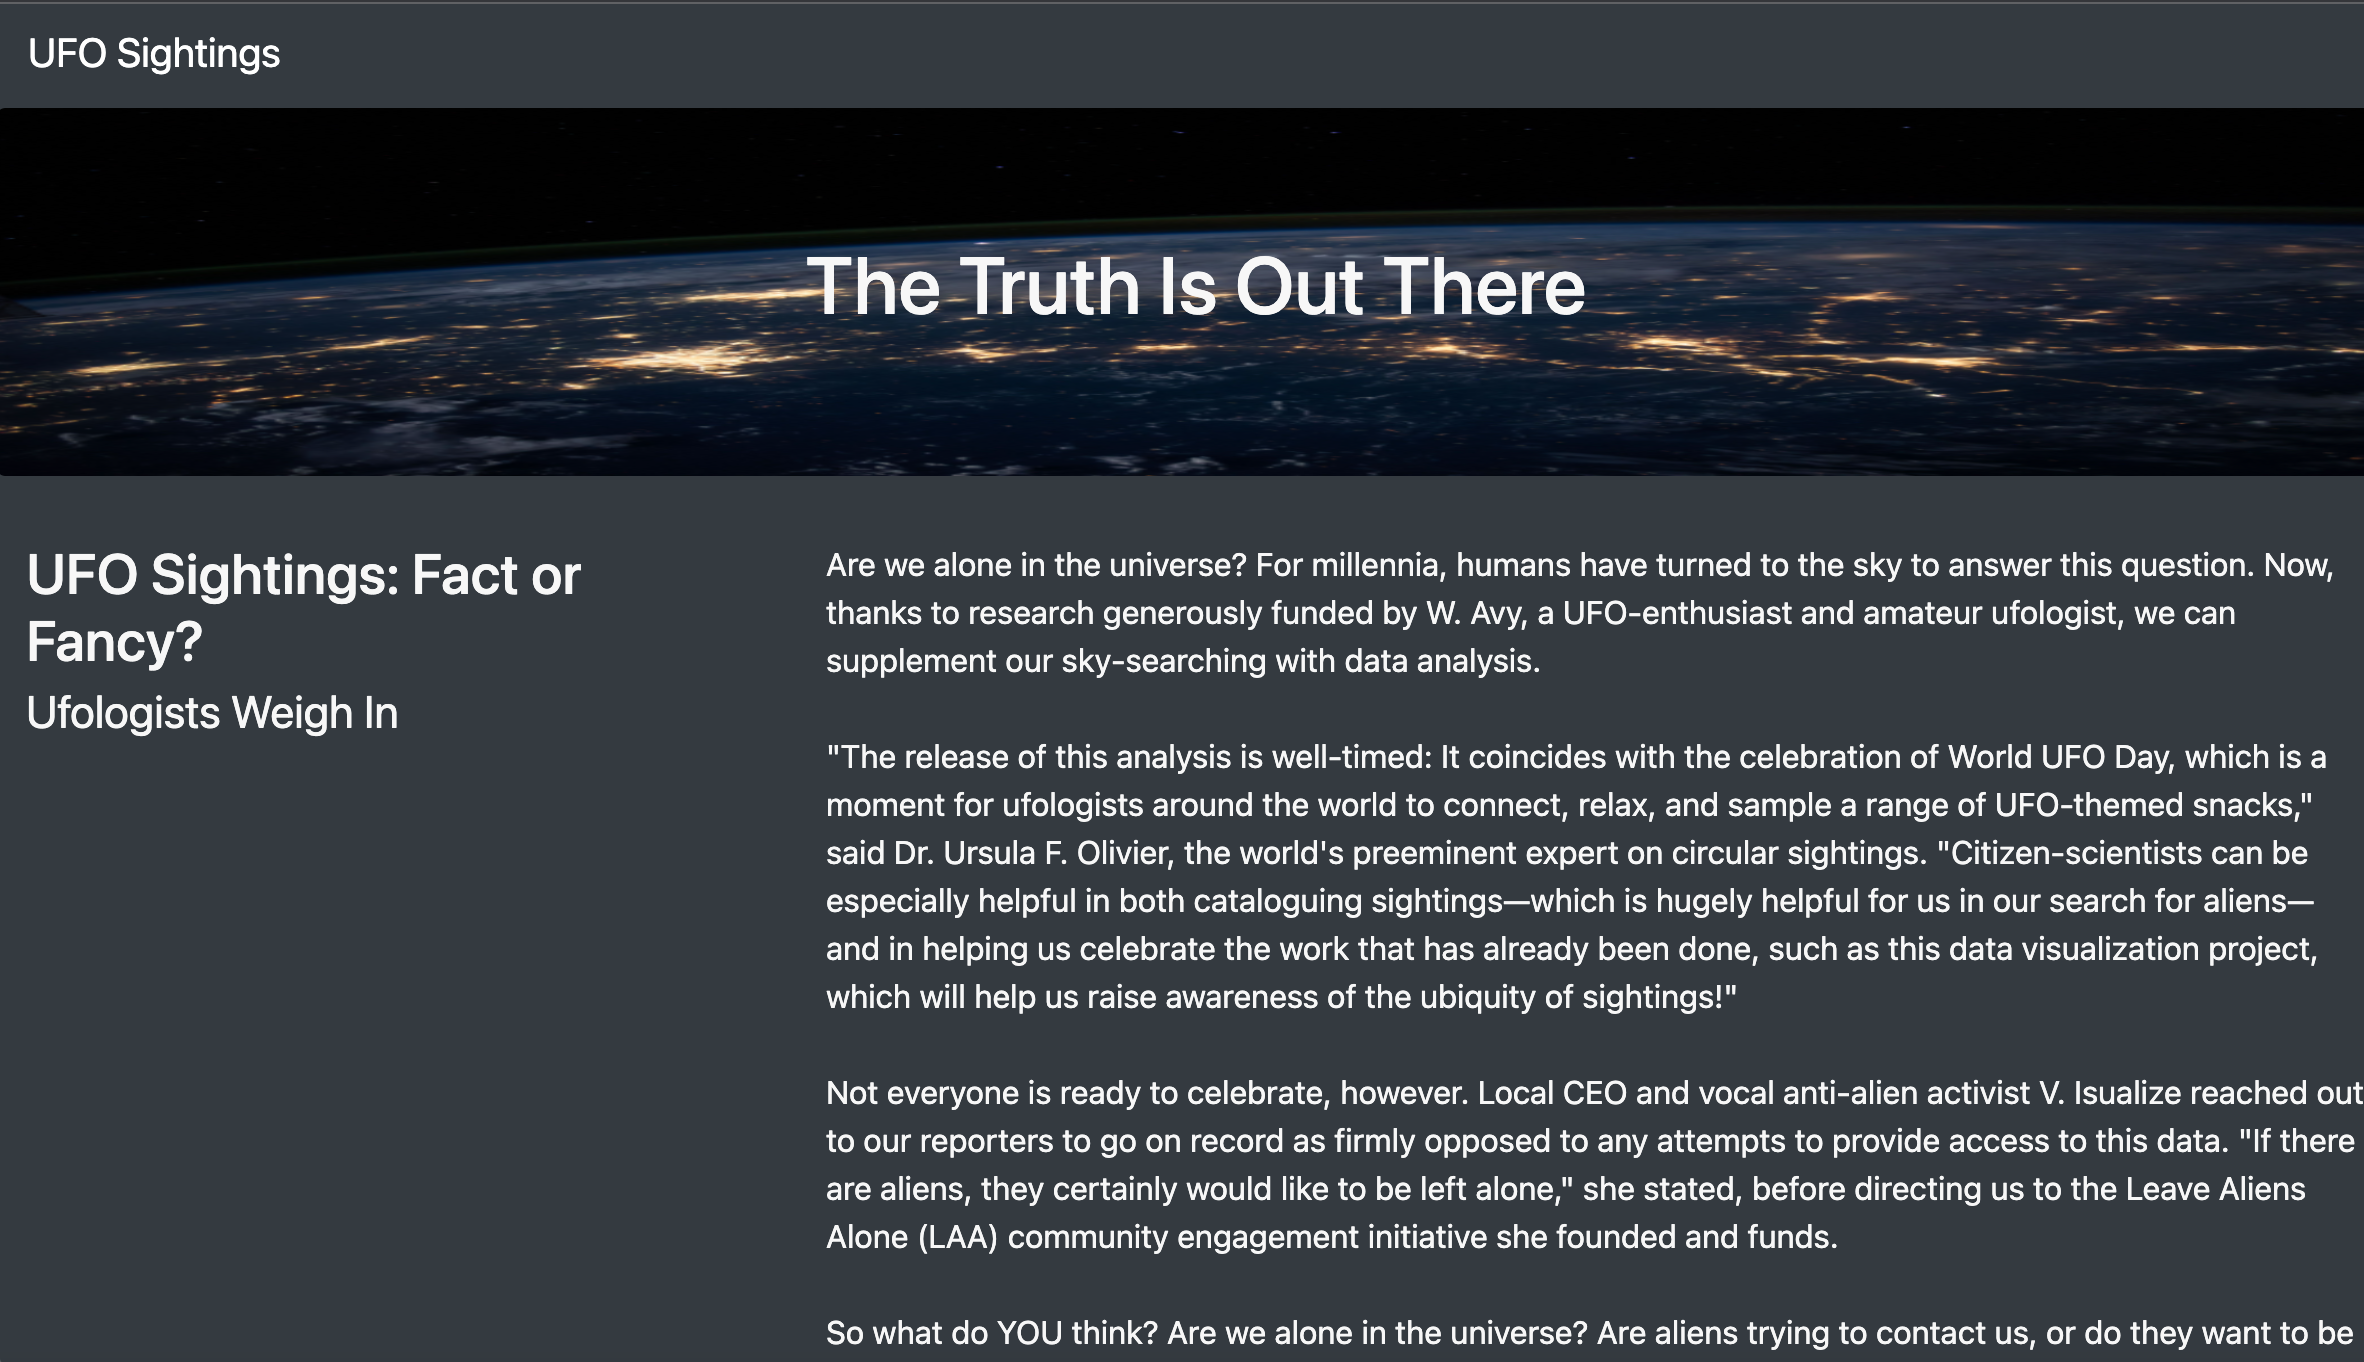 UFO Sightings
The Truth Is Out There
UFO Sightings: Fact or
Fancy?
Ufologists Weigh In
Are we alone in the universe? For millennia, humans have turned to the sky to answer this question. Now,
thanks to research generously funded by W. Avy, a UFO-enthusiast and amateur ufologist, we can
supplement our sky-searching with data analysis.
"The release of this analysis is well-timed: It coincides with the celebration of World UFO Day, which is a
moment for ufologists around the world to connect, relax, and sample a range of UFO-themed snacks,"
said Dr. Ursula F. Olivier, the world's preeminent expert on circular sightings. "Citizen-scientists can be
especially helpful in both cataloguing sightings—which is hugely helpful for us in our search for aliens—
and in helping us celebrate the work that has already been done, such as this data visualization project,
which will help us raise awareness of the ubiquity of sightings!"
Not everyone is ready to celebrate, however. Local CEO and vocal anti-alien activist V. Isualize reached out
to our reporters to go on record as firmly opposed to any attempts to provide access to this data. "If there
are aliens, they certainly would like to be left alone," she stated, before directing us to the Leave Aliens
Alone (LAA) community engagement initiative she founded and funds.
So what do YOU think? Are we alone in the universe? Are aliens trying to contact us, or do they want to be